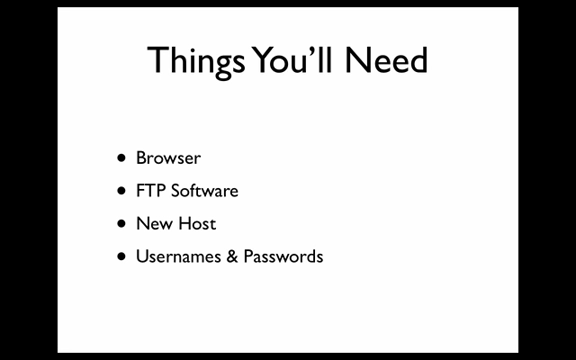 Things You'll Need
• Browser
• FTP Software
• New Host
• Usernames & Passwords